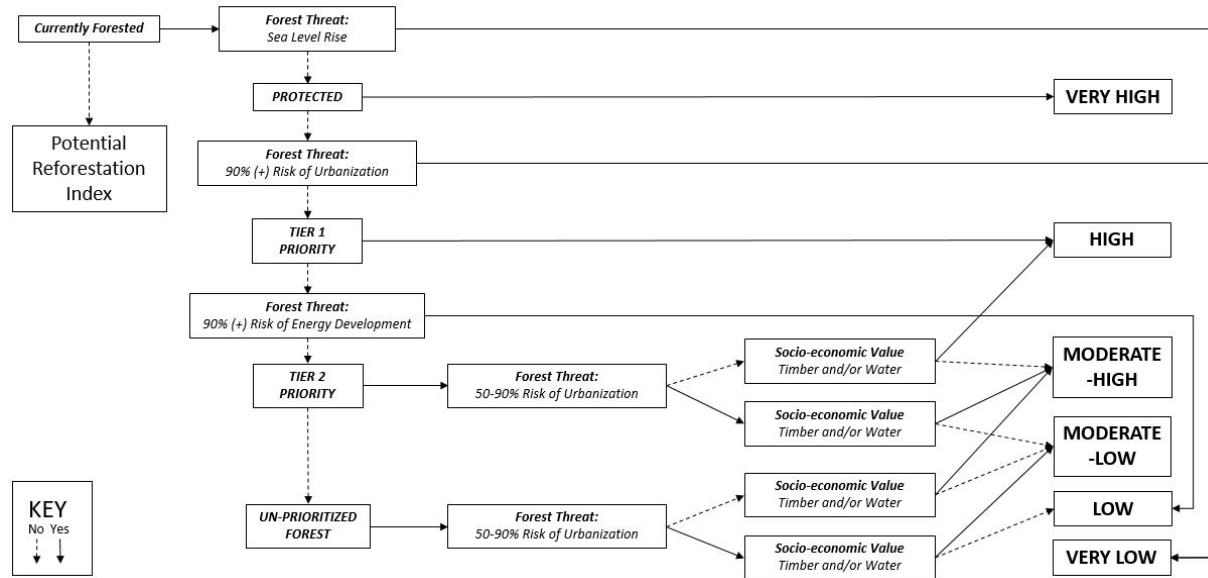 Currently Forested
Forest Threat:
Sea Level Rise
PROTECTED
VERY HIGH
Potential
Reforestation
Index
Forest Threat:
90% (+) Risk of Urbanization
TIER 1
PRIORITY
HIGH
Forest Threat:
90% (+) Risk of Energy Development
TIER 2
PRIORITY
Forest Threat:
50-90% Risk of Urbanization
Socio-economic Value
Timber and/or Water
Socio-economic Value
Timber and/or Water
MODERATE
-HIGH
MODERATE
-LOW
UN-PRIORITIZED
FOREST
Forest Threat:
50-90% Risk of Urbanization
Socio-economic Value
Timber and/or Water
Socio-economic Value
Timber and/or Water
LOW
VERY LOW
KEY
No Yes